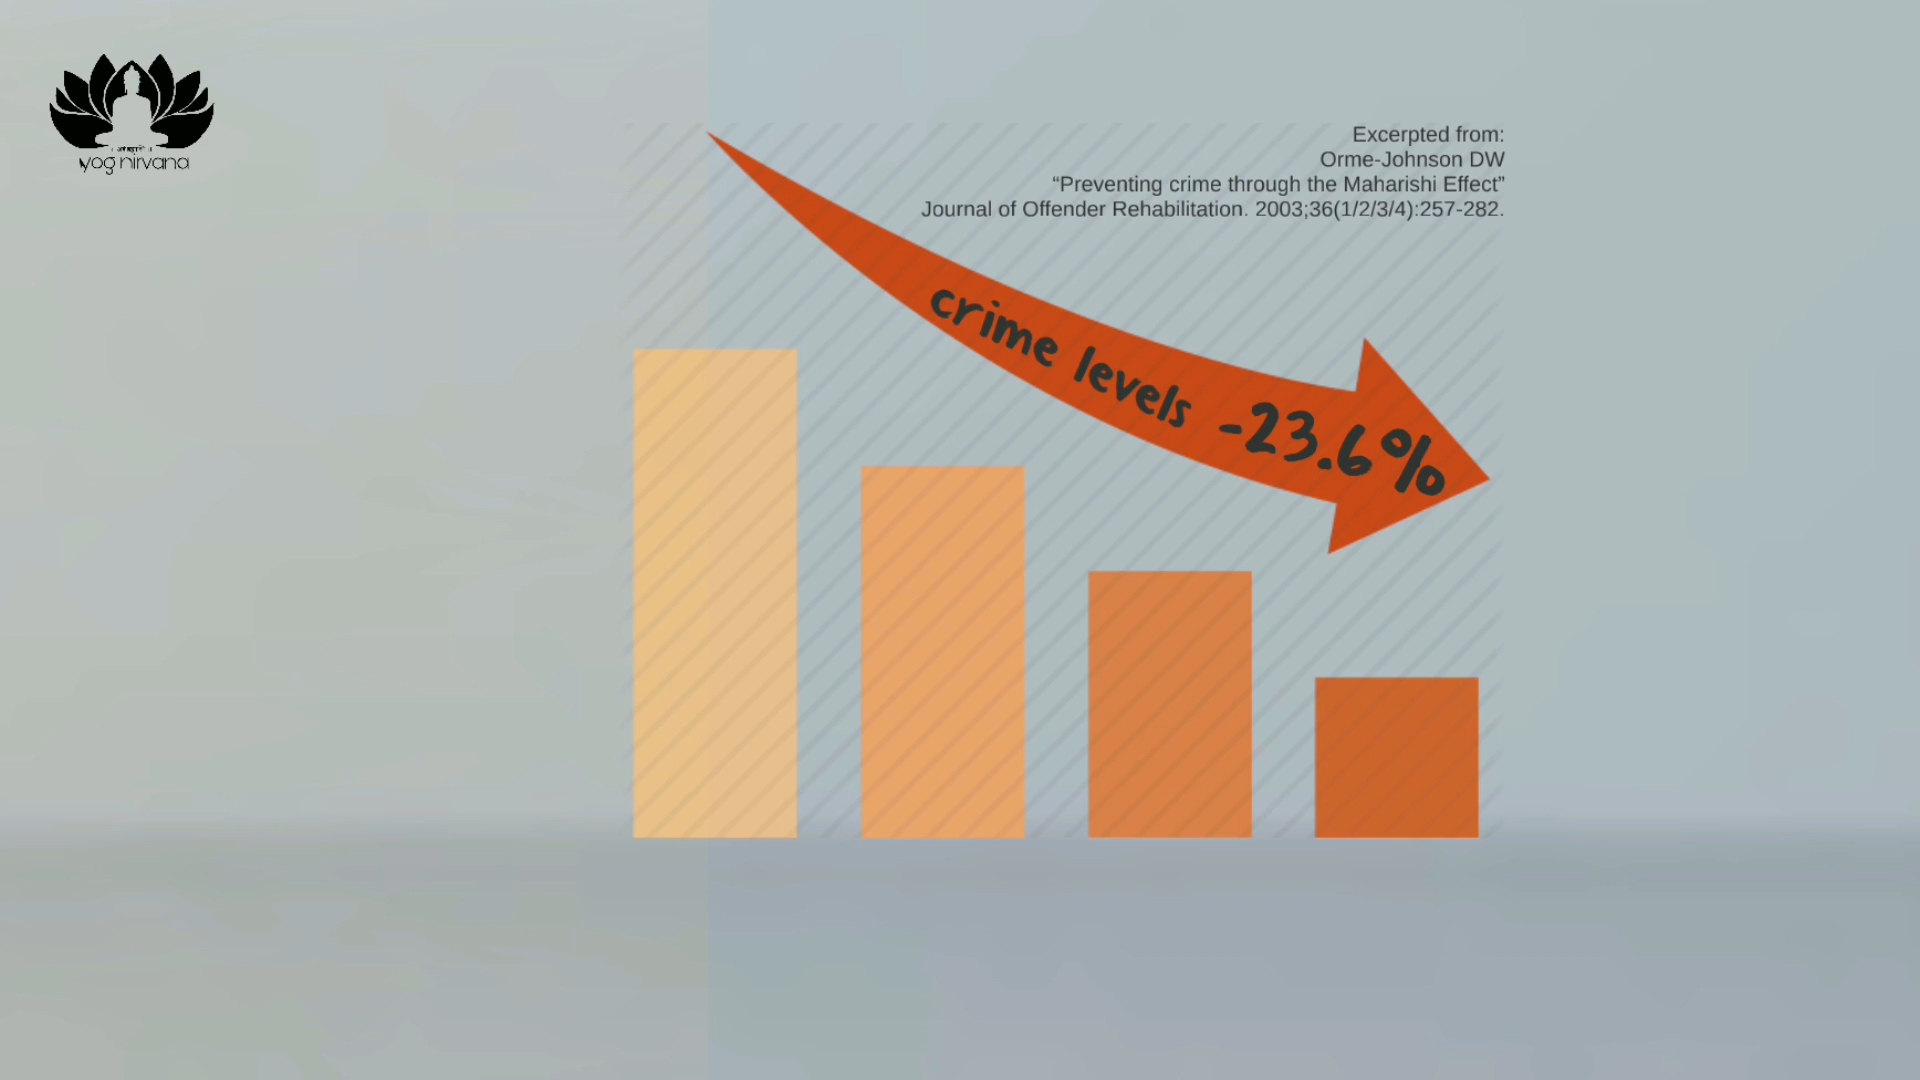 yog nirvana
Excerpted from:
Orme-Johnson DW
“Preventing crime through the Maharishi Effect”
Journal of Offender Rehabilitation. 2003;36(1/2/3/4):257-282.
crime levels -23.6%